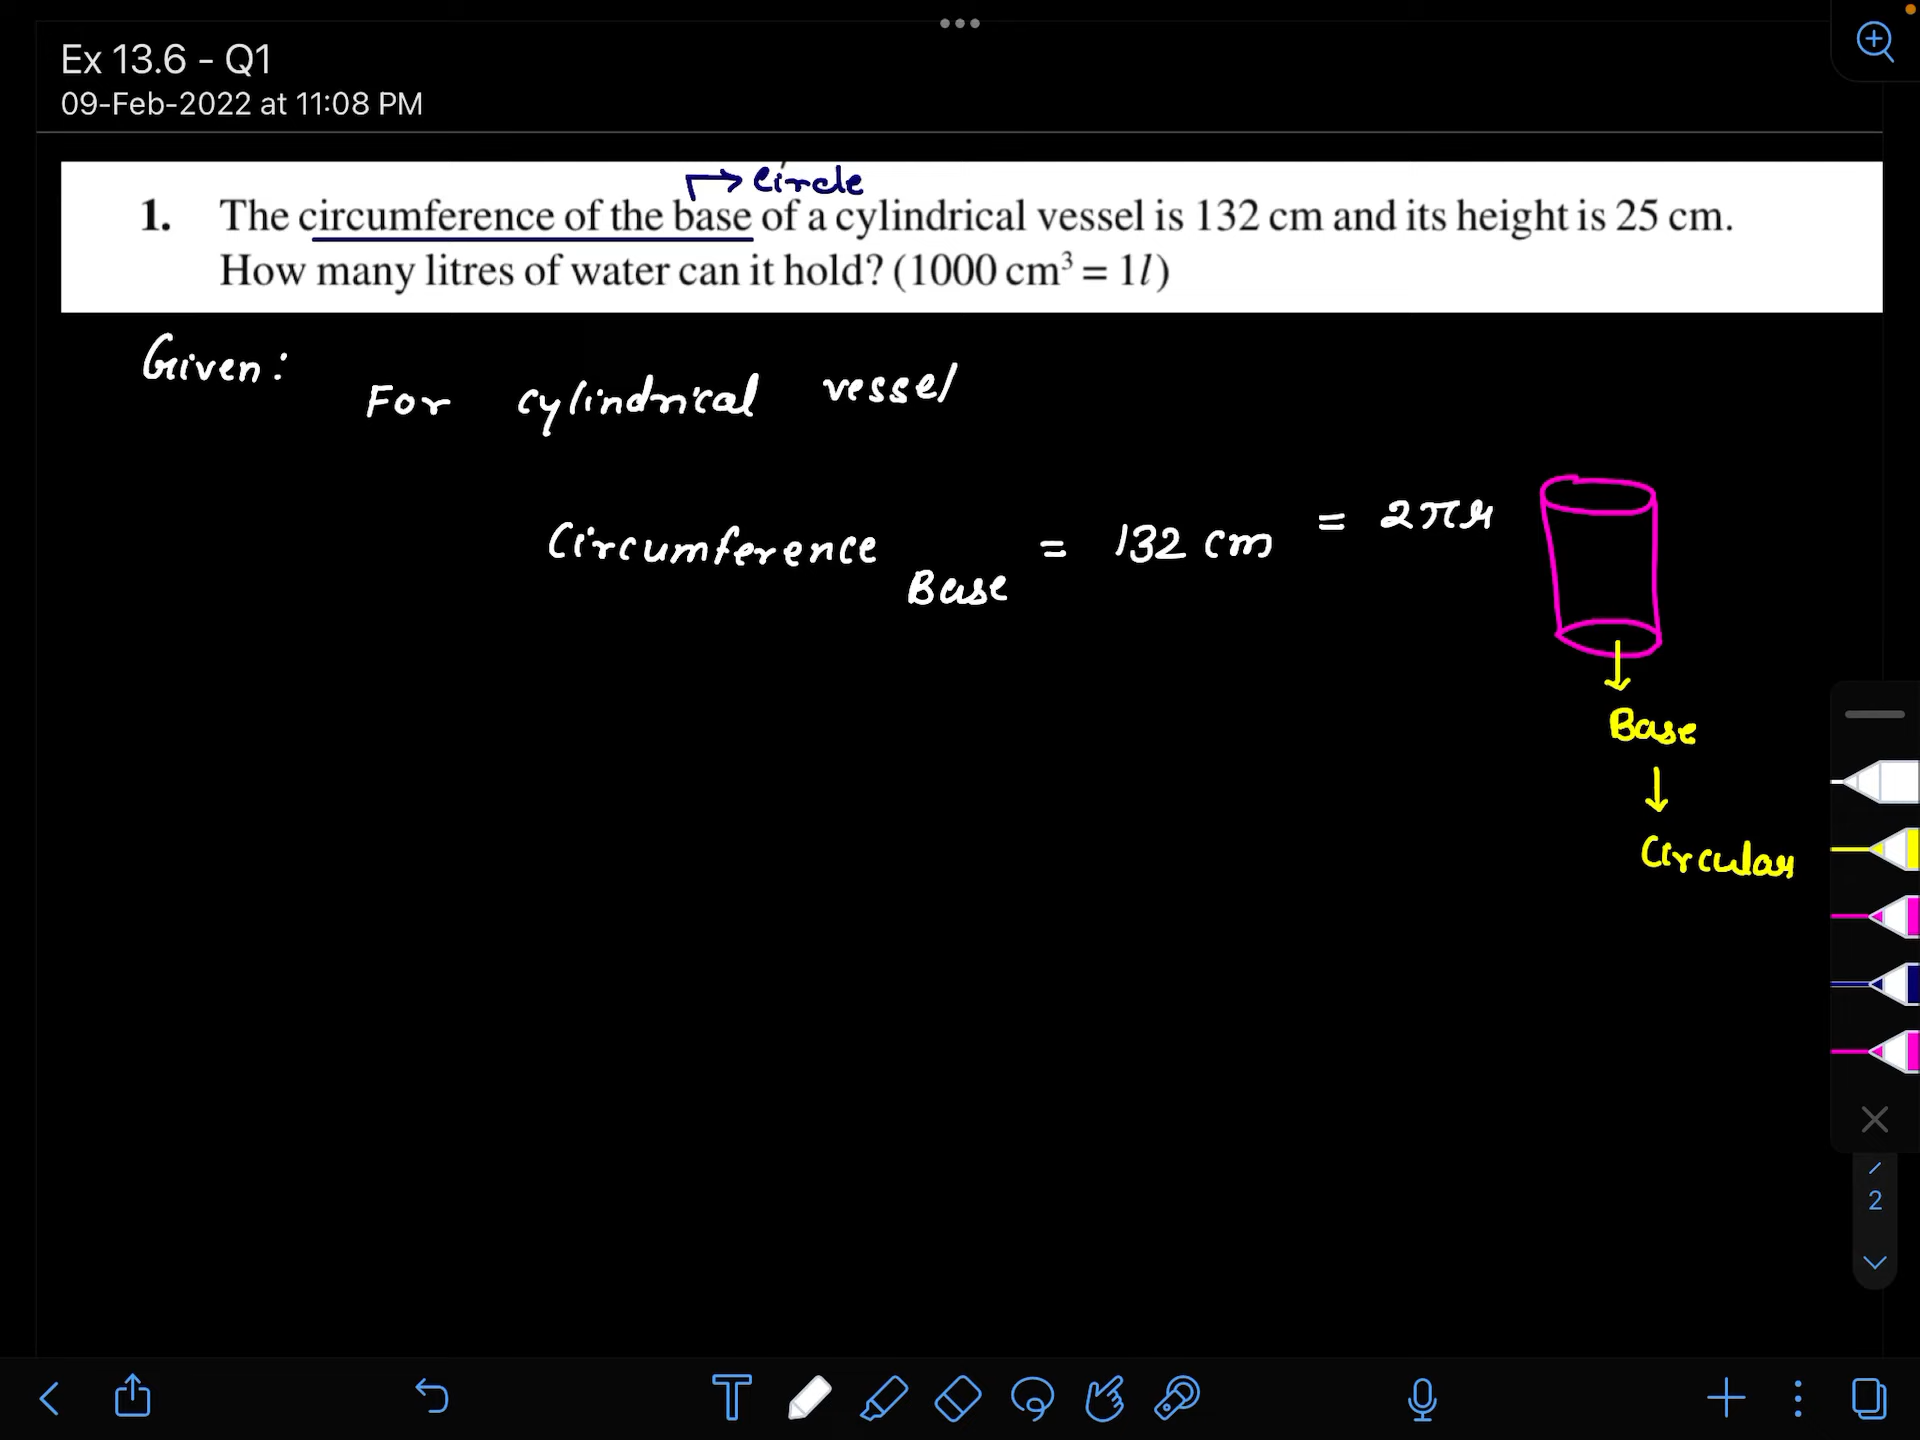 Ex 13.6 - Q1
09-Feb-2022 at 11:08 PM
circle
1. The circumference of the base of a cylindrical vessel is 132 cm and its height is 25 cm.
How many litres of water can it hold? (1000 cm³ = 1l)
Given:
For cylindrical vessel
Circumference Base = 132 cm = 2πr
Base
Circular
2